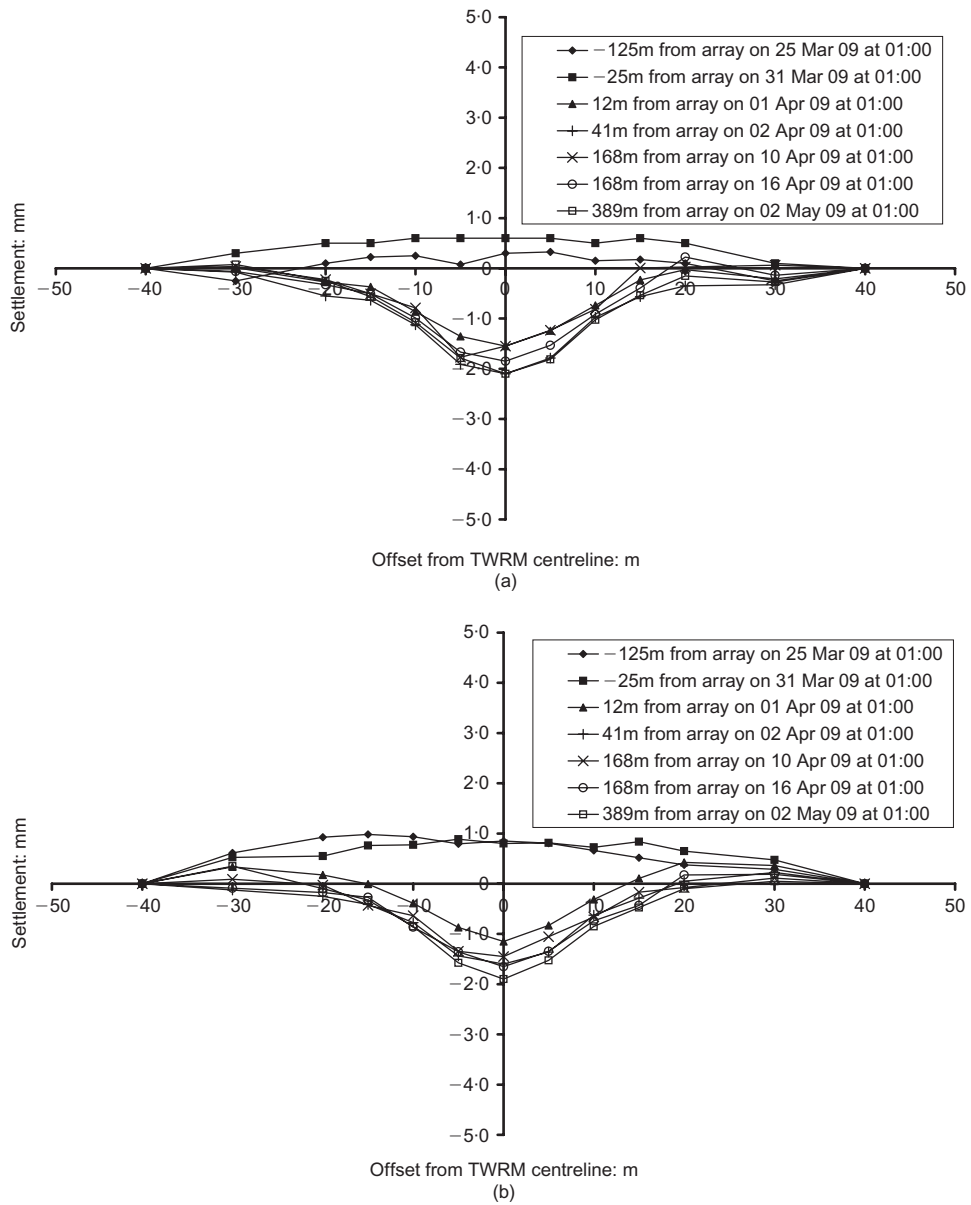 5·0
4·0
3·0
2·0
1·0
0
−1·0
−2·0
−3·0
−4·0
−5·0
−50
−40
−30
−20
−10
0
10
20
30
40
50
Settlement: mm
−125m from array on 25 Mar 09 at 01:00
−25m from array on 31 Mar 09 at 01:00
12m from array on 01 Apr 09 at 01:00
41m from array on 02 Apr 09 at 01:00
168m from array on 10 Apr 09 at 01:00
168m from array on 16 Apr 09 at 01:00
389m from array on 02 May 09 at 01:00
Offset from TWRM centreline: m
(a)
5·0
4·0
3·0
2·0
1·0
0
−1·0
−2·0
−3·0
−4·0
−5·0
−50
−40
−30
−20
−10
0
10
20
30
40
50
Settlement: mm
−125m from array on 25 Mar 09 at 01:00
−25m from array on 31 Mar 09 at 01:00
12m from array on 01 Apr 09 at 01:00
41m from array on 02 Apr 09 at 01:00
168m from array on 10 Apr 09 at 01:00
168m from array on 16 Apr 09 at 01:00
389m from array on 02 May 09 at 01:00
Offset from TWRM centreline: m
(b)